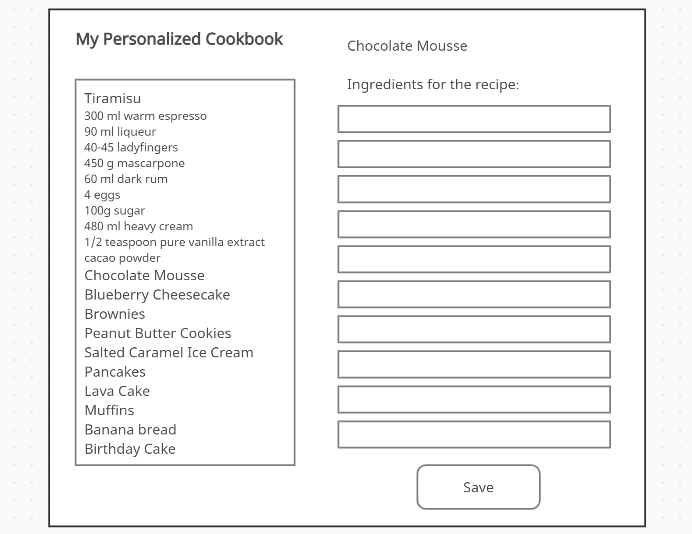 My Personalized Cookbook
Tiramisu
300 ml warm espresso
90 ml liqueur
40-45 ladyfingers
450 g mascarpone
60 ml dark rum
4 eggs
100g sugar
480 ml heavy cream
1/2 teaspoon pure vanilla extract
cacao powder
Chocolate Mousse
Blueberry Cheesecake
Brownies
Peanut Butter Cookies
Salted Caramel Ice Cream
Pancakes
Lava Cake
Muffins
Banana bread
Birthday Cake
Chocolate Mousse
Ingredients for the recipe:
Save